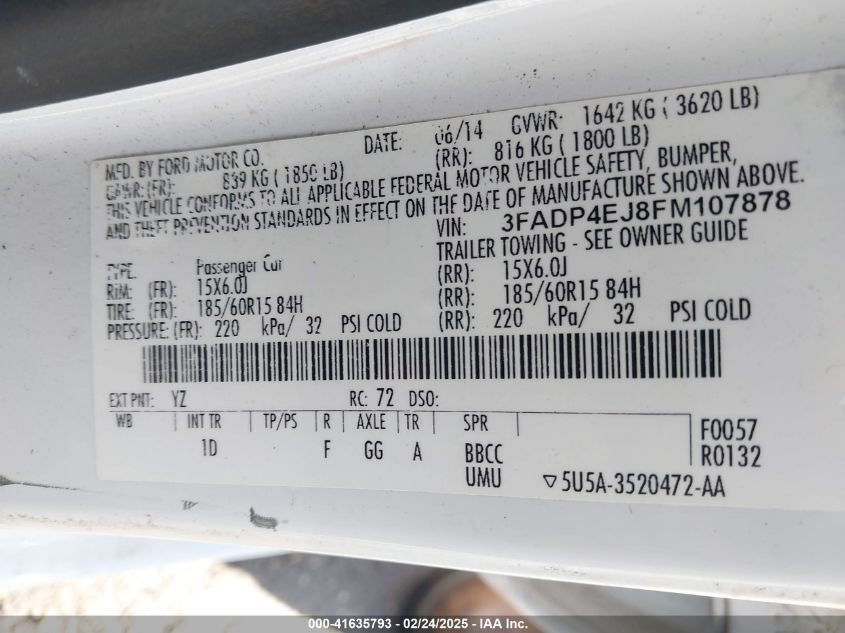 MFD. BY FORD MOTOR CO. DATE: 06/14 GVWR: 1642 KG ( 3620 LB)
GAWR: (FR): 839 KG ( 1850 LB) (RR): 816 KG ( 1800 LB)
THIS VEHICLE CONFORMS TO ALL APPLICABLE FEDERAL MOTOR VEHICLE SAFETY, BUMPER,
AND THEFT PREVENTION STANDARDS IN EFFECT ON THE DATE OF MANUFACTURE SHOWN ABOVE.
VIN: 3FADP4EJ8FM107878
TRAILER TOWING - SEE OWNER GUIDE
TYPE: Passenger Car
RIM: (FR): 15X6.0J (RR): 15X6.0J
TIRE: (FR): 185/60R15 84H (RR): 185/60R15 84H
PRESSURE: (FR): 220 kPa/ 32 PSI COLD (RR): 220 kPa/ 32 PSI COLD
EXT PNT: YZ RC: 72 DSO:
WB INT TR TP/PS R AXLE TR SPR F0057
1D F GG A BBCC R0132
UMU ▽5U5A-3520472-AA
000-41635793 - 02/24/2025 - IAA Inc.